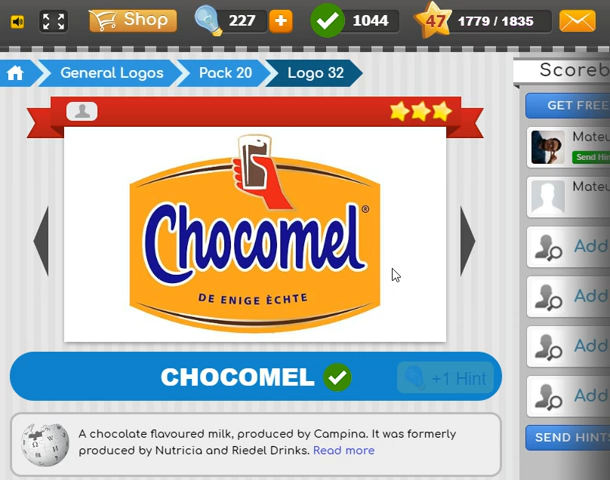 Shop
227
1044
47
1779 / 1835
General Logos
Pack 20
Logo 32
Scoreb
GET FREE
Mateu
Send Hin
Mateu
Chocomel®
DE ENIGE ÈCHTE
Add
Add
Add
Add
CHOCOMEL
+1 Hint
A chocolate flavoured milk, produced by Campina. It was formerly
produced by Nutricia and Riedel Drinks. Read more
SEND HINTS